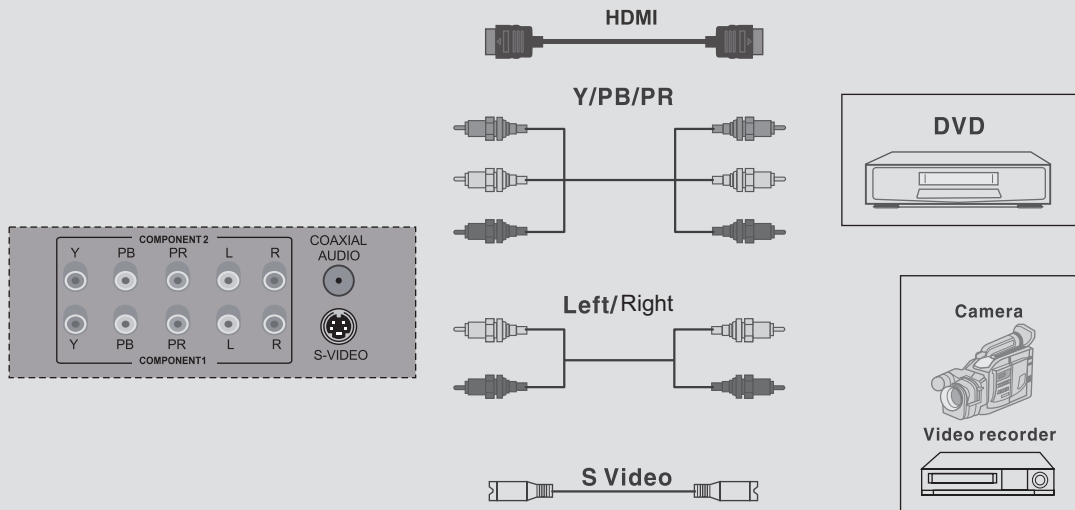 HDMI
Y/PB/PR
DVD
COMPONENT 2
Y PB PR L R
COAXIAL
AUDIO
Y PB PR L R
COMPONENT1
S-VIDEO
Left/Right
Camera
Video recorder
S Video